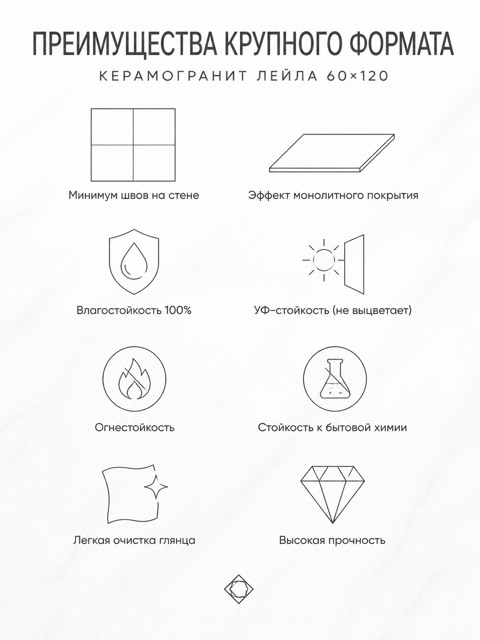 ПРЕИМУЩЕСТВА КРУПНОГО ФОРМАТА
КЕРАМОГРАНИТ ЛЕЙЛА 60×120
Минимум швов на стене
Эффект монолитного покрытия
Влагостойкость 100%
УФ-стойкость (не выцветает)
Огнестойкость
Стойкость к бытовой химии
Легкая очистка глянца
Высокая прочность